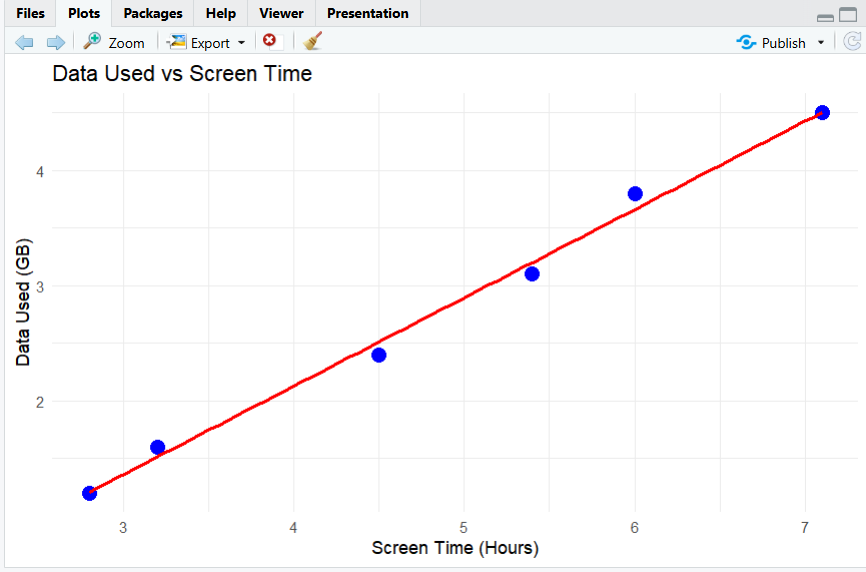 Files Plots Packages Help Viewer Presentation
Zoom Export Publish
Data Used vs Screen Time
Data Used (GB)
4
3
2
3 4 5 6 7
Screen Time (Hours)